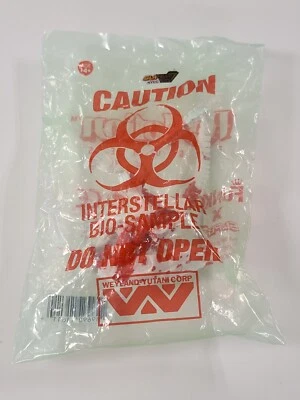 CAUTION
INTERSTELLAR
BIO-SAMPLE
DO NOT OPEN
WEYLAND YUTANI CORP